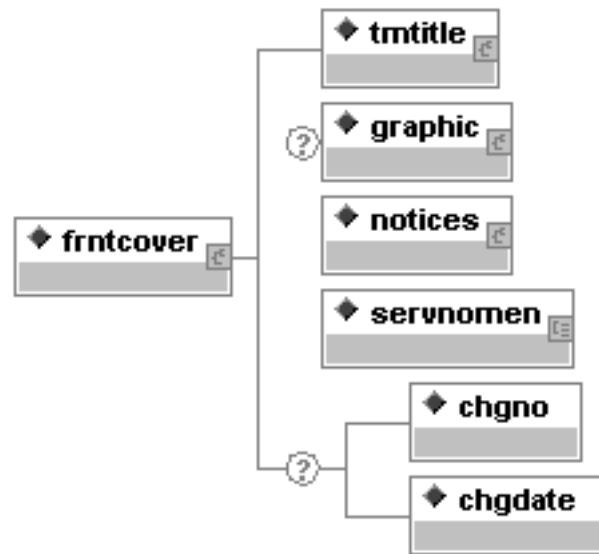 tmtitle
?
graphic
notices
frntcover
servnomen
chgno
?
chgdate